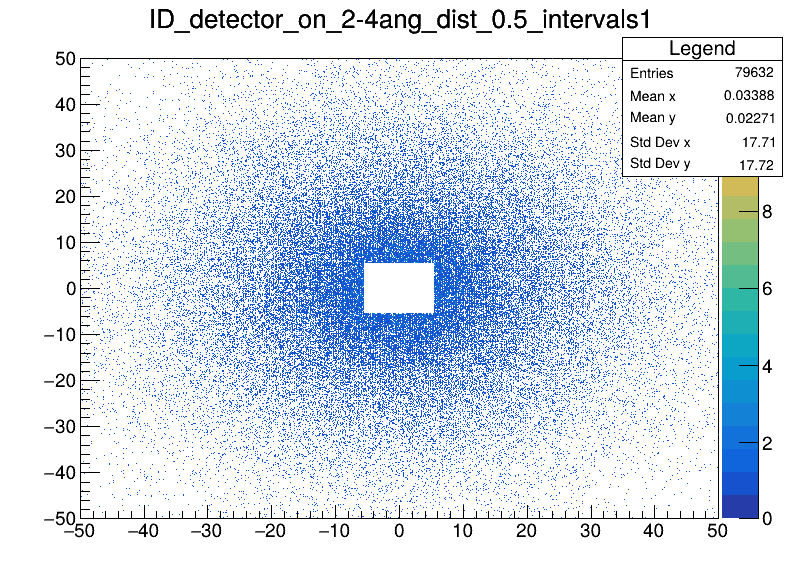 ID_detector_on_2-4ang_dist_0.5_intervals1
Legend
Entries 79632
Mean x 0.03388
Mean y 0.02271
Std Dev x 17.71
Std Dev y 17.72
50
40
30
20
10
0
−10
−20
−30
−40
−50
−50 −40 −30 −20 −10 0 10 20 30 40 50
8
6
4
2
0